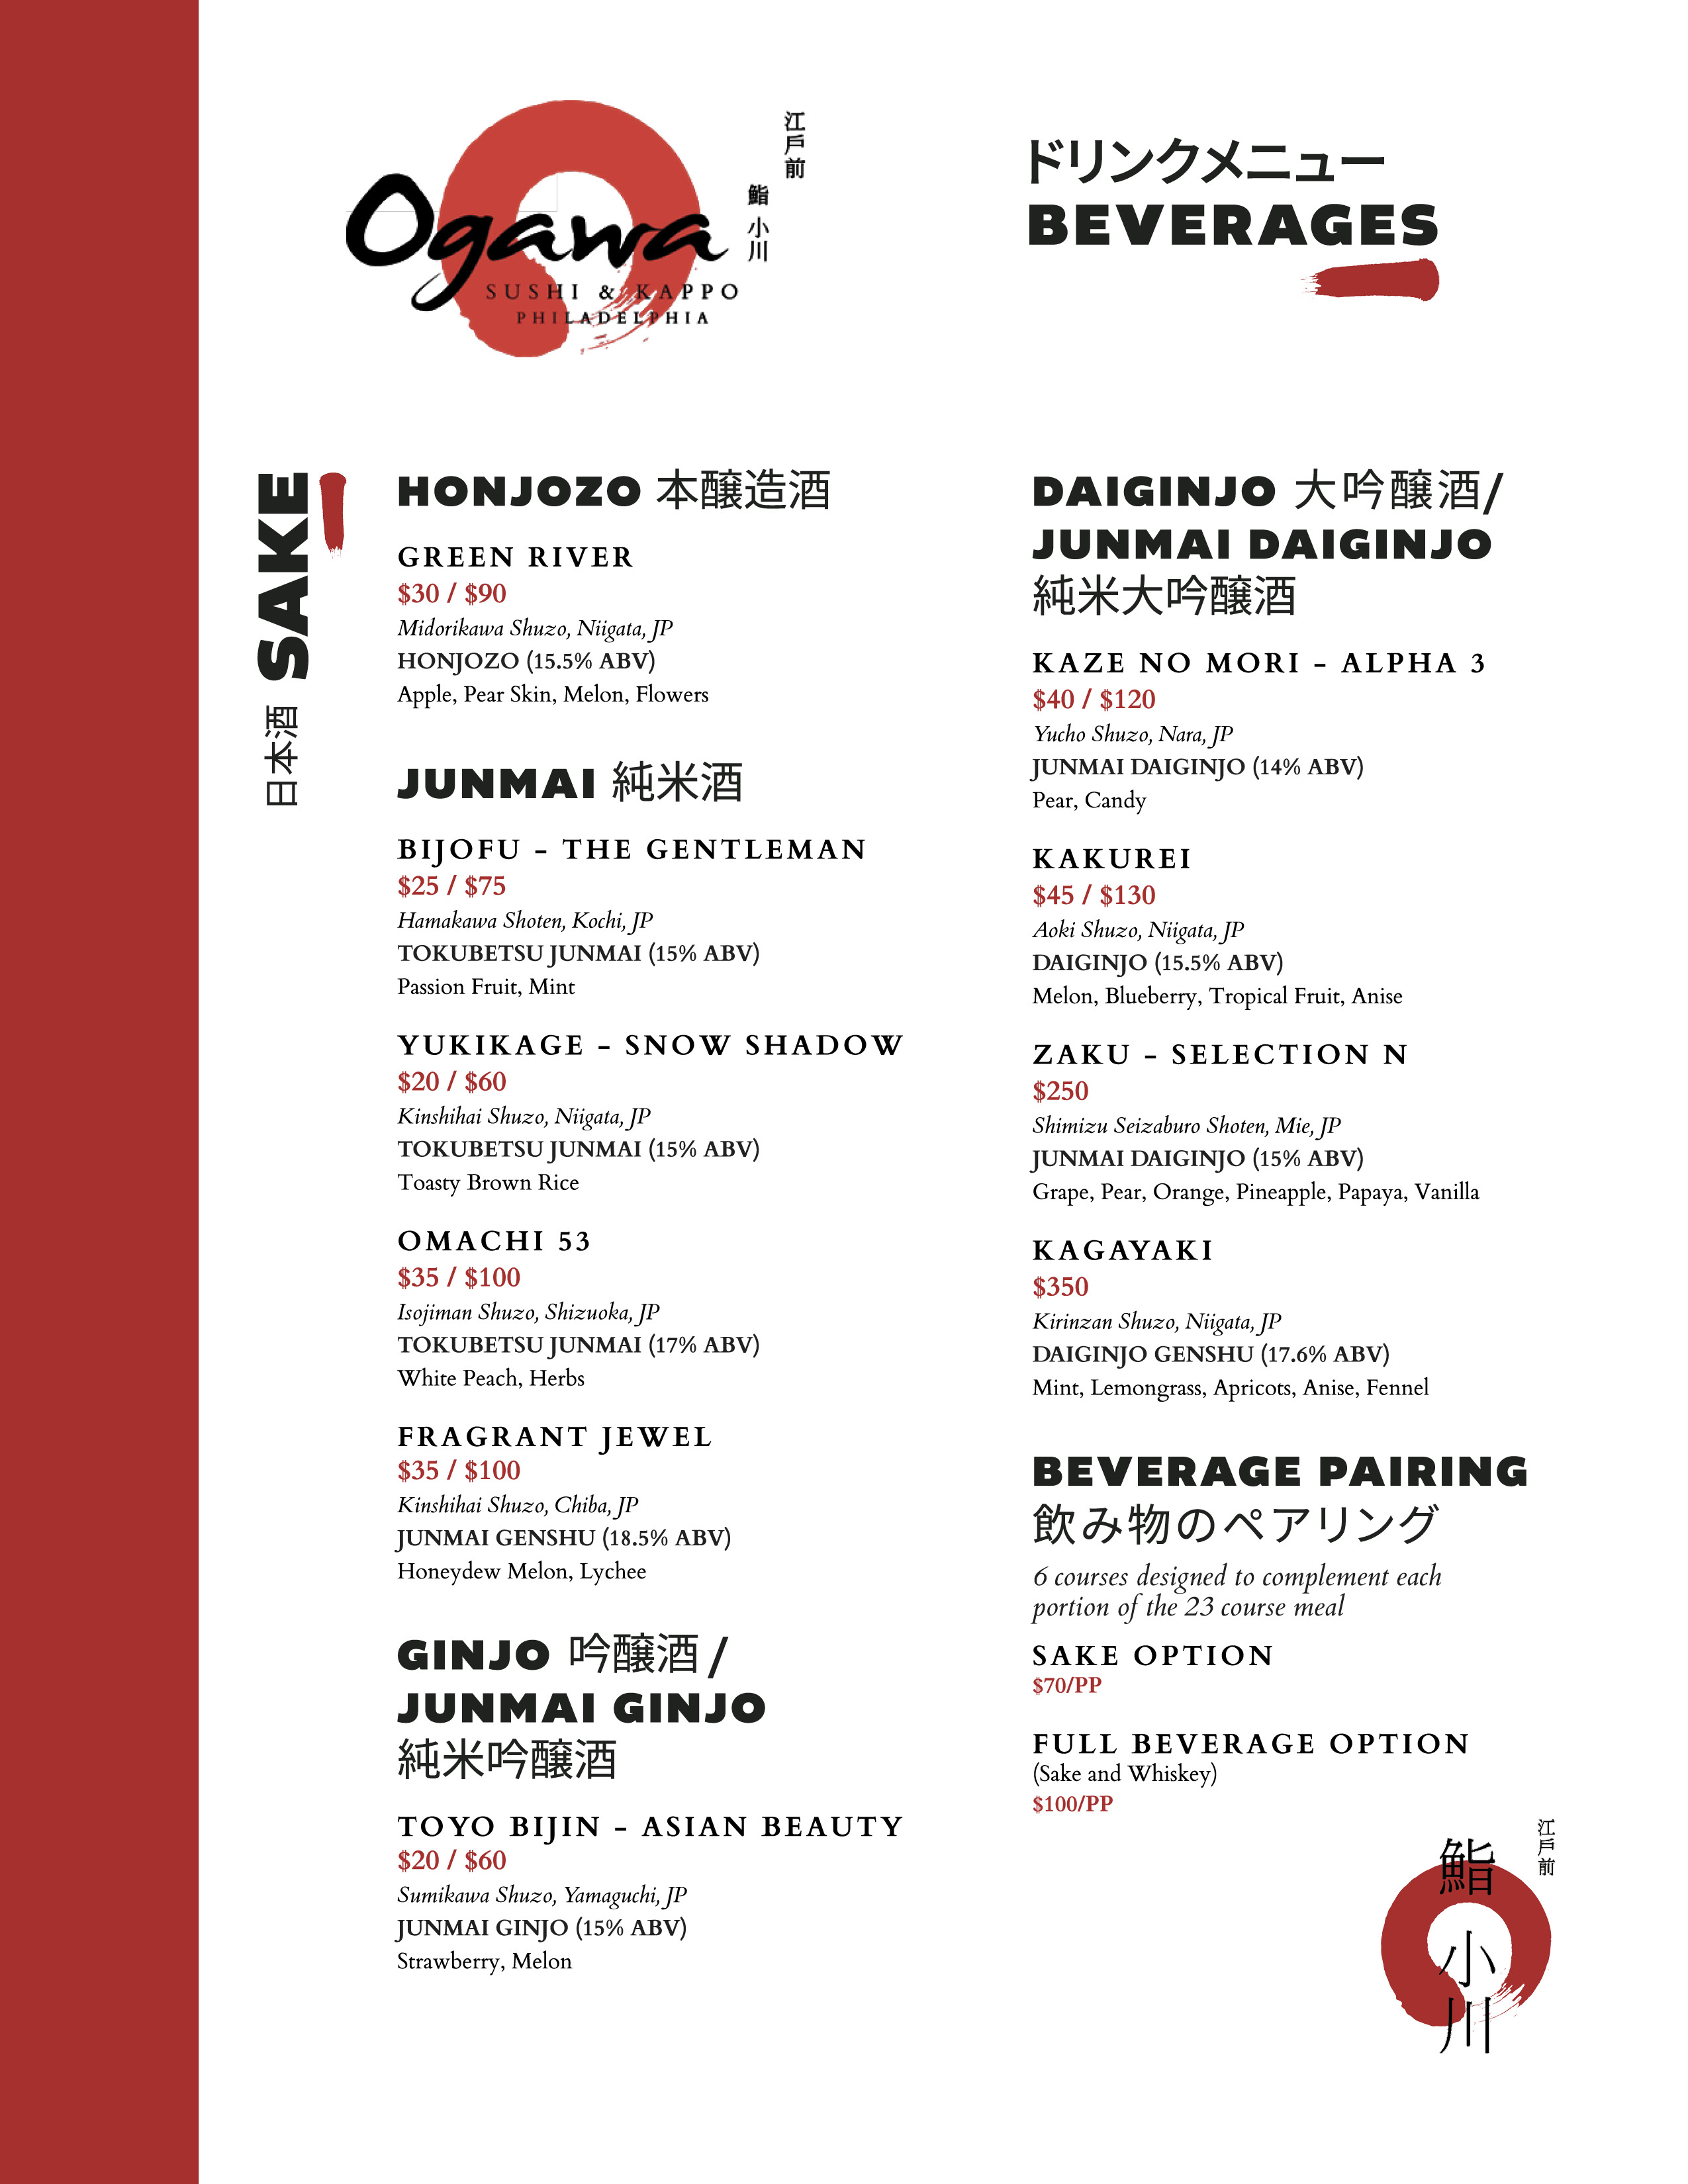 Ogawa
SUSHI & KAPPO
PHILADELPHIA
江戸前
鮨 小川
ドリンクメニュー
BEVERAGES
SAKE
日本酒
HONJOZO 本醸造酒
GREEN RIVER
$30 / $90
Midorikawa Shuzo, Niigata, JP
HONJOZO (15.5% ABV)
Apple, Pear Skin, Melon, Flowers
JUNMAI 純米酒
BIJOFU - THE GENTLEMAN
$25 / $75
Hamakawa Shoten, Kochi, JP
TOKUBETSU JUNMAI (15% ABV)
Passion Fruit, Mint
YUKIKAGE - SNOW SHADOW
$20 / $60
Kinshihai Shuzo, Niigata, JP
TOKUBETSU JUNMAI (15% ABV)
Toasty Brown Rice
OMACHI 53
$35 / $100
Isojiman Shuzo, Shizuoka, JP
TOKUBETSU JUNMAI (17% ABV)
White Peach, Herbs
FRAGRANT JEWEL
$35 / $100
Kinshihai Shuzo, Chiba, JP
JUNMAI GENSHU (18.5% ABV)
Honeydew Melon, Lychee
GINJO 吟醸酒 /
JUNMAI GINJO
純米吟醸酒
TOYO BIJIN - ASIAN BEAUTY
$20 / $60
Sumikawa Shuzo, Yamaguchi, JP
JUNMAI GINJO (15% ABV)
Strawberry, Melon
DAIGINJO 大吟醸酒/
JUNMAI DAIGINJO
純米大吟醸酒
KAZE NO MORI - ALPHA 3
$40 / $120
Yucho Shuzo, Nara, JP
JUNMAI DAIGINJO (14% ABV)
Pear, Candy
KAKUREI
$45 / $130
Aoki Shuzo, Niigata, JP
DAIGINJO (15.5% ABV)
Melon, Blueberry, Tropical Fruit, Anise
ZAKU - SELECTION N
$250
Shimizu Seizaburo Shoten, Mie, JP
JUNMAI DAIGINJO (15% ABV)
Grape, Pear, Orange, Pineapple, Papaya, Vanilla
KAGAYAKI
$350
Kirinzan Shuzo, Niigata, JP
DAIGINJO GENSHU (17.6% ABV)
Mint, Lemongrass, Apricots, Anise, Fennel
BEVERAGE PAIRING
飲み物のペアリング
6 courses designed to complement each
portion of the 23 course meal
SAKE OPTION
$70/PP
FULL BEVERAGE OPTION
(Sake and Whiskey)
$100/PP
江戸前
鮨 小川